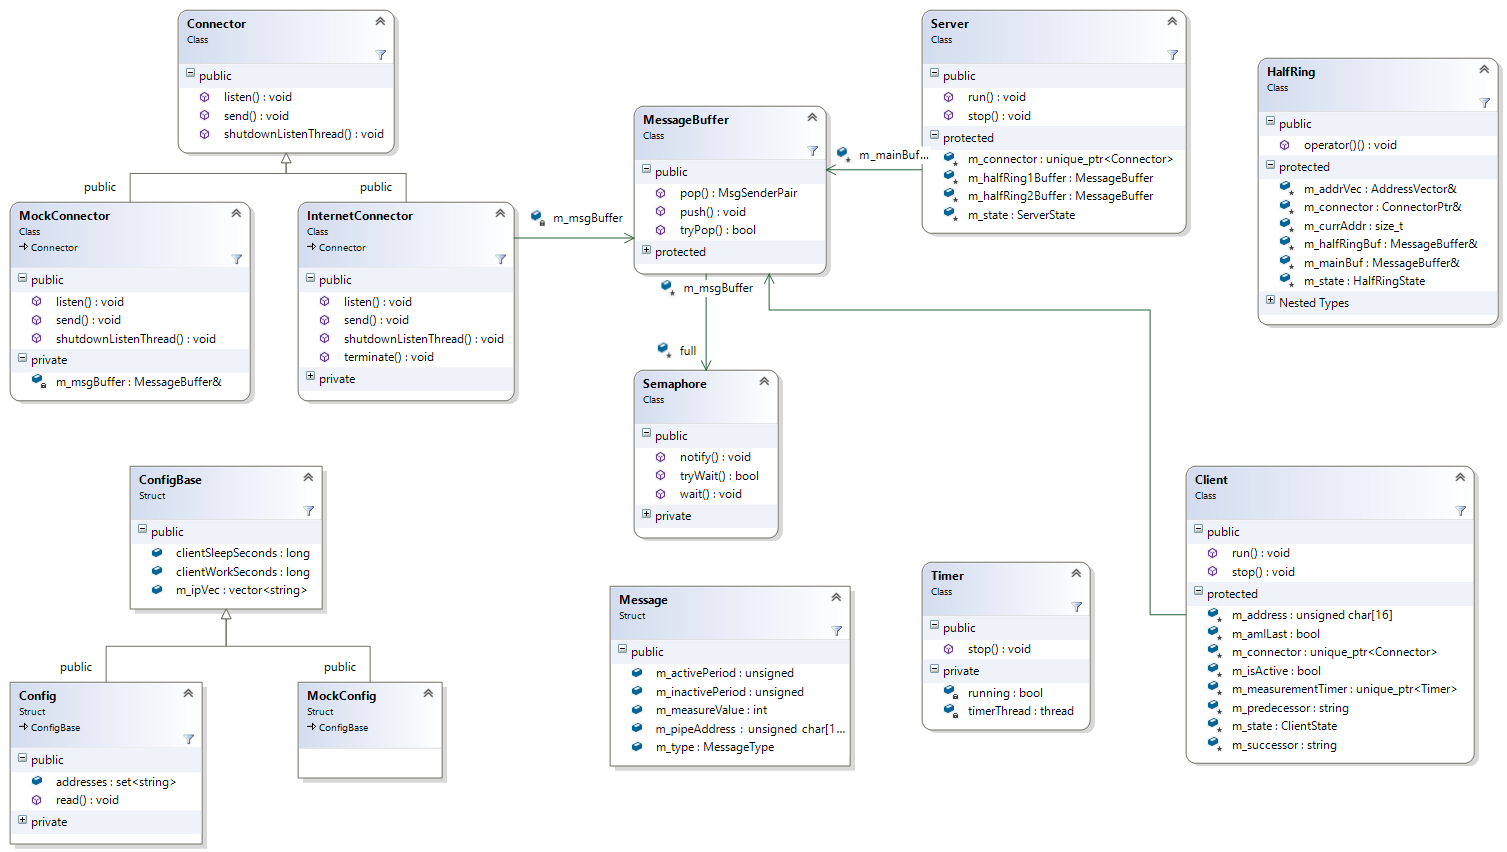 Connector
Class
public
listen() : void
send() : void
shutdownListenThread() : void
public
public
MockConnector
Class
Connector
public
listen() : void
send() : void
shutdownListenThread() : void
private
m_msgBuffer : MessageBuffer&
InternetConnector
Class
Connector
public
listen() : void
send() : void
shutdownListenThread() : void
terminate() : void
private
m_msgBuffer
MessageBuffer
Class
public
pop() : MsgSenderPair
push() : void
tryPop() : bool
protected
m_mainBuf...
Server
Class
public
run() : void
stop() : void
protected
m_connector : unique_ptr<Connector>
m_halfRing1Buffer : MessageBuffer
m_halfRing2Buffer : MessageBuffer
m_state : ServerState
HalfRing
Class
public
operator()() : void
protected
m_addrVec : AddressVector&
m_connector : ConnectorPtr&
m_currAddr : size_t
m_halfRingBuf : MessageBuffer&
m_mainBuf : MessageBuffer&
m_state : HalfRingState
Nested Types
m_msgBuffer
full
Semaphore
Class
public
notify() : void
tryWait() : bool
wait() : void
private
ConfigBase
Struct
public
clientSleepSeconds : long
clientWorkSeconds : long
m_ipVec : vector<string>
public
public
Config
Struct
ConfigBase
public
addresses : set<string>
read() : void
private
MockConfig
Struct
ConfigBase
Message
Struct
public
m_activePeriod : unsigned
m_inactivePeriod : unsigned
m_measureValue : int
m_pipeAddress : unsigned char[1...
m_type : MessageType
Timer
Class
public
stop() : void
private
running : bool
timerThread : thread
Client
Class
public
run() : void
stop() : void
protected
m_address : unsigned char[16]
m_amILast : bool
m_connector : unique_ptr<Connector>
m_isActive : bool
m_measurementTimer : unique_ptr<Timer>
m_predecessor : string
m_state : ClientState
m_successor : string